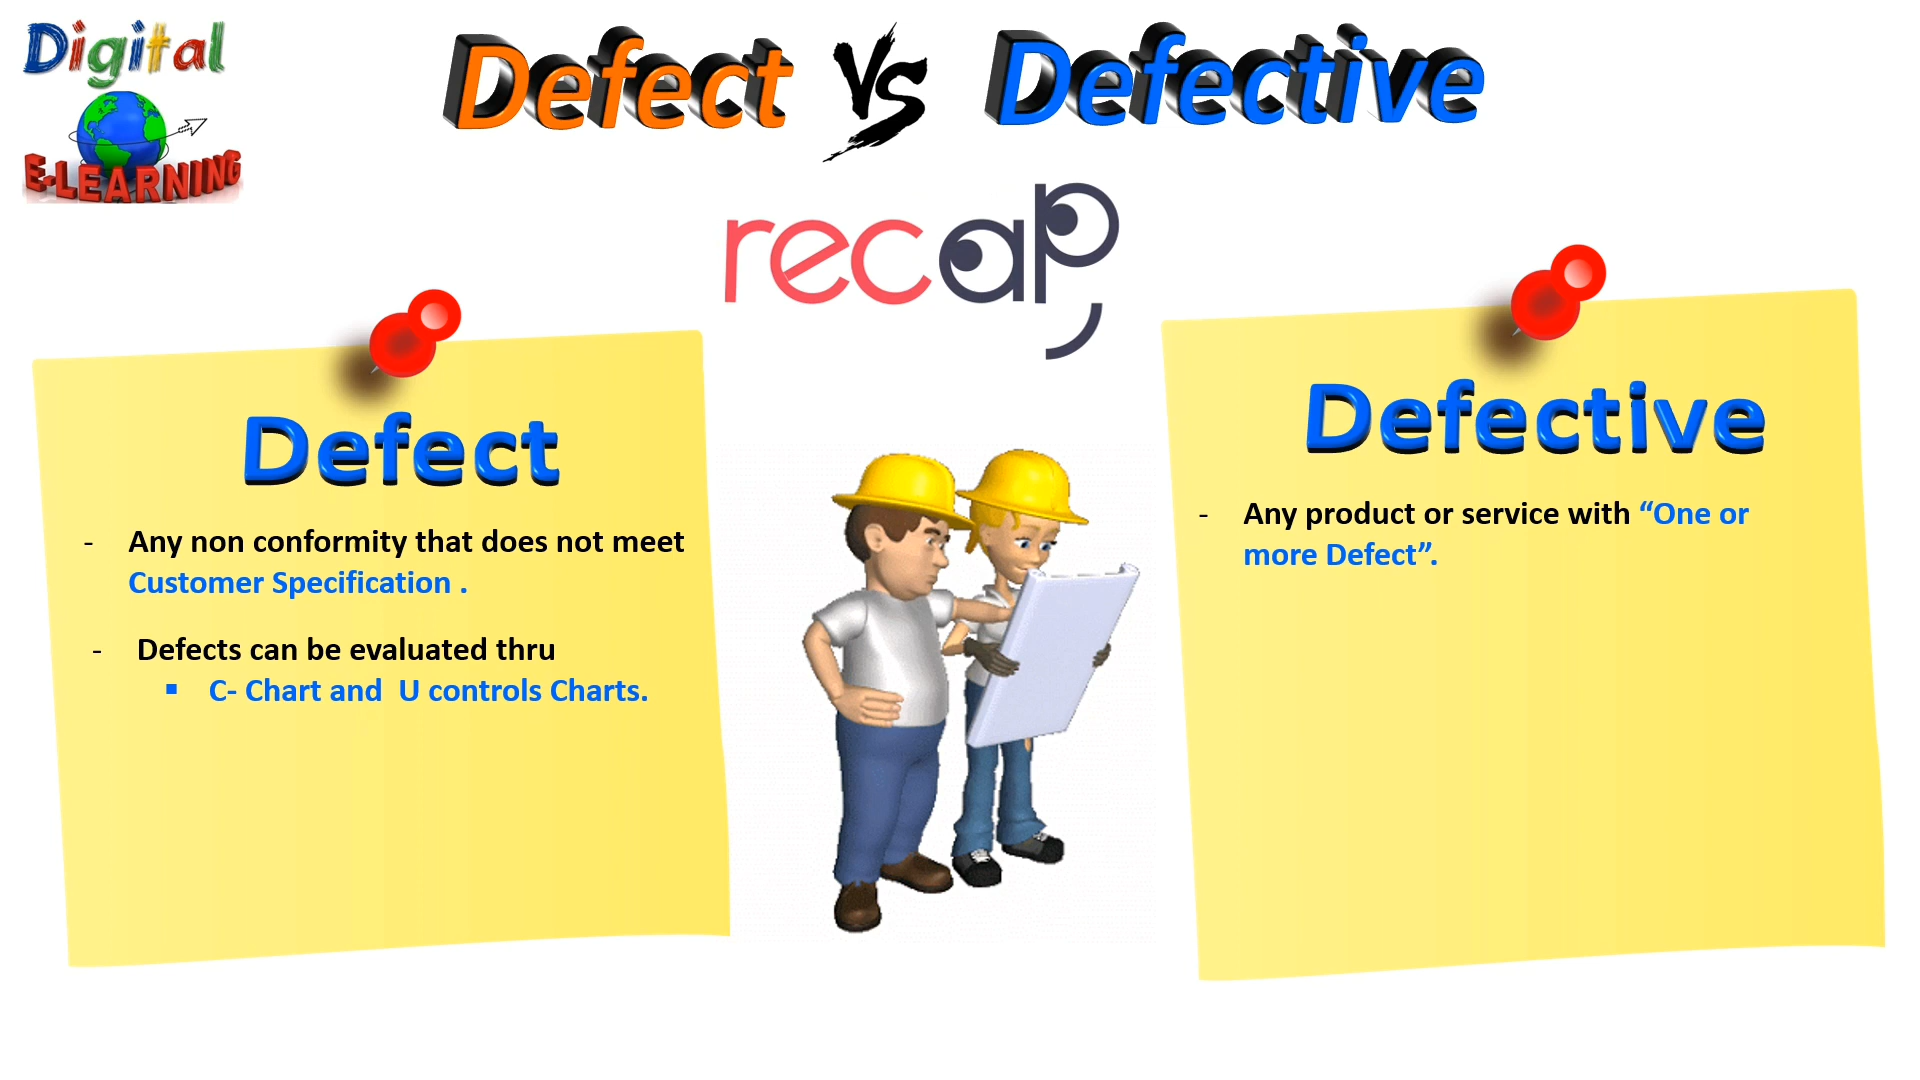 Digital
E-LEARNING
Defect VS Defective
recap
Defect
- Any non conformity that does not meet
Customer Specification .
- Defects can be evaluated thru
▪ C- Chart and  U controls Charts.
Defective
- Any product or service with “One or
more Defect”.